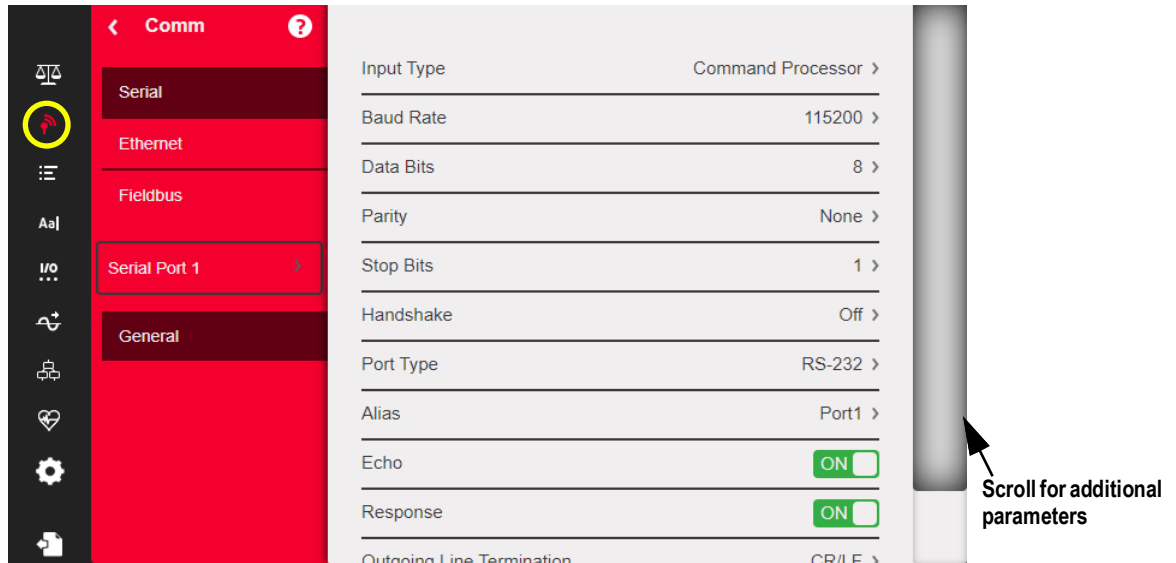 Comm ?
Serial
Ethernet
Fieldbus
Aa
I/O
Serial Port 1
General
Input Type Command Processor
Baud Rate 115200
Data Bits 8
Parity None
Stop Bits 1
Handshake Off
Port Type RS-232
Alias Port1
Echo ON
Response ON
Outgoing Line Termination CR/LF
Scroll for additional
parameters